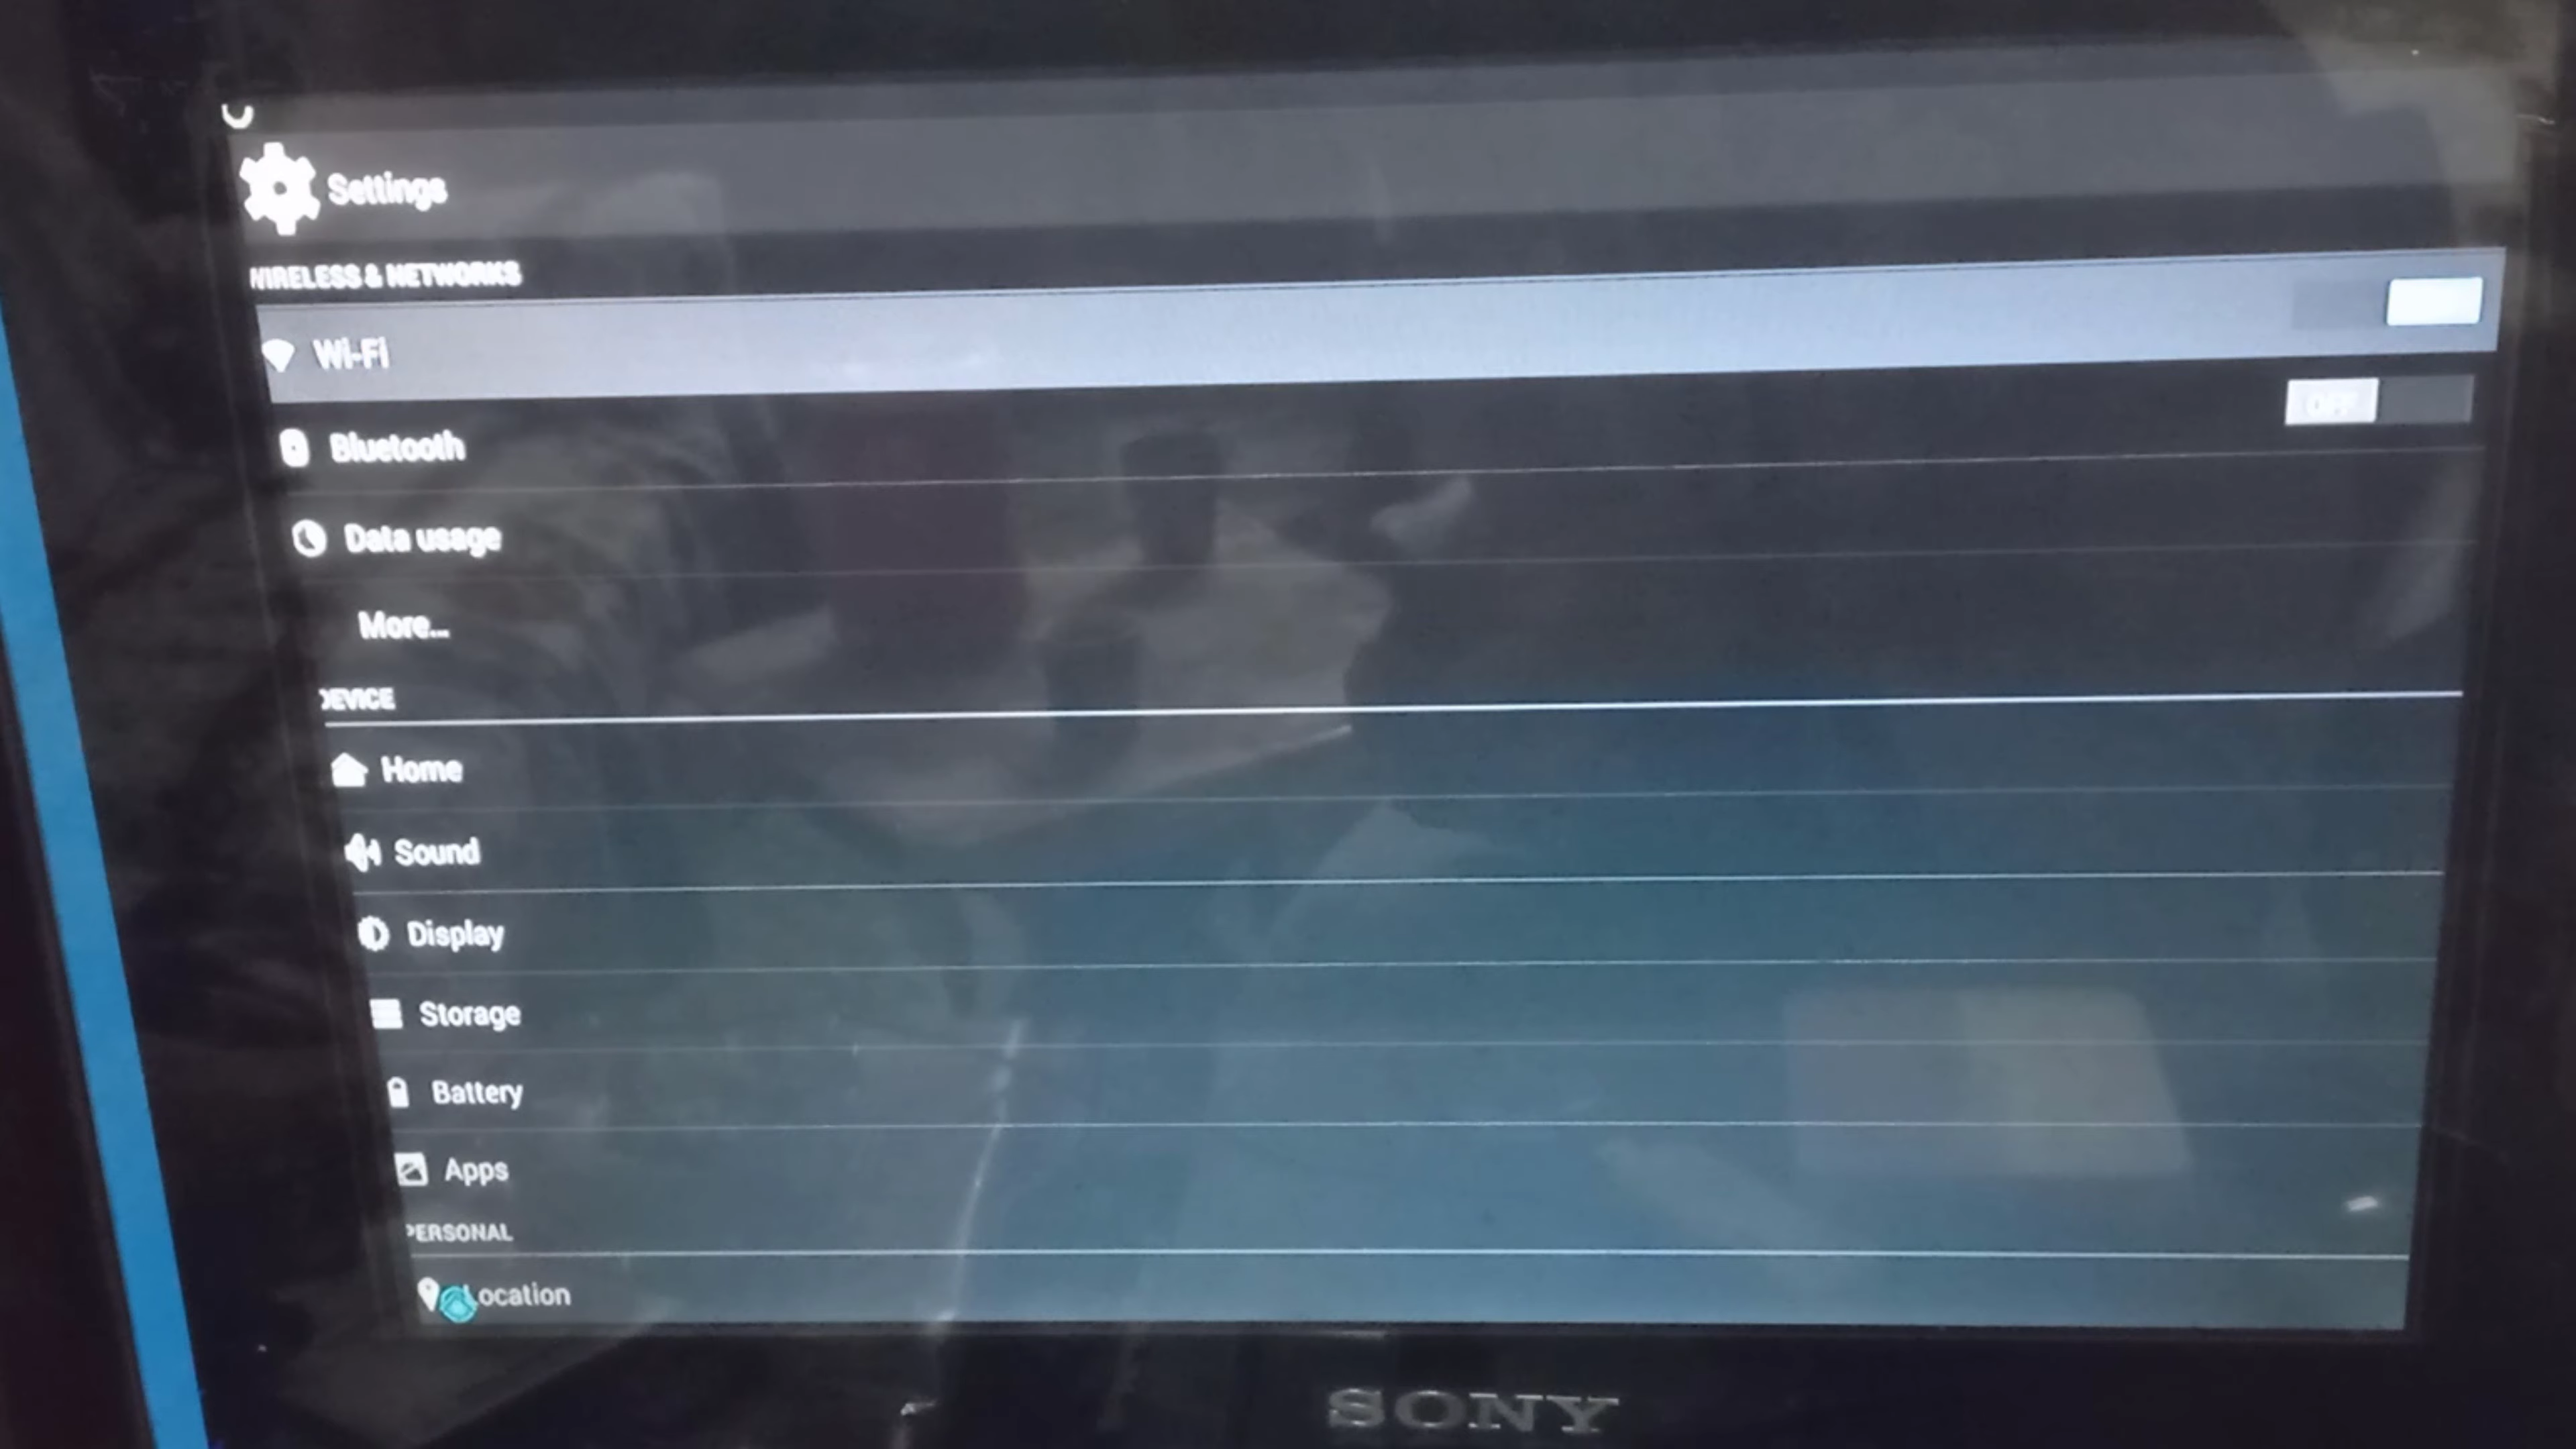 Settings
WIRELESS & NETWORKS
Wi-Fi
Bluetooth
OFF
Data usage
More...
DEVICE
Home
Sound
Display
Storage
Battery
Apps
PERSONAL
Location
SONY